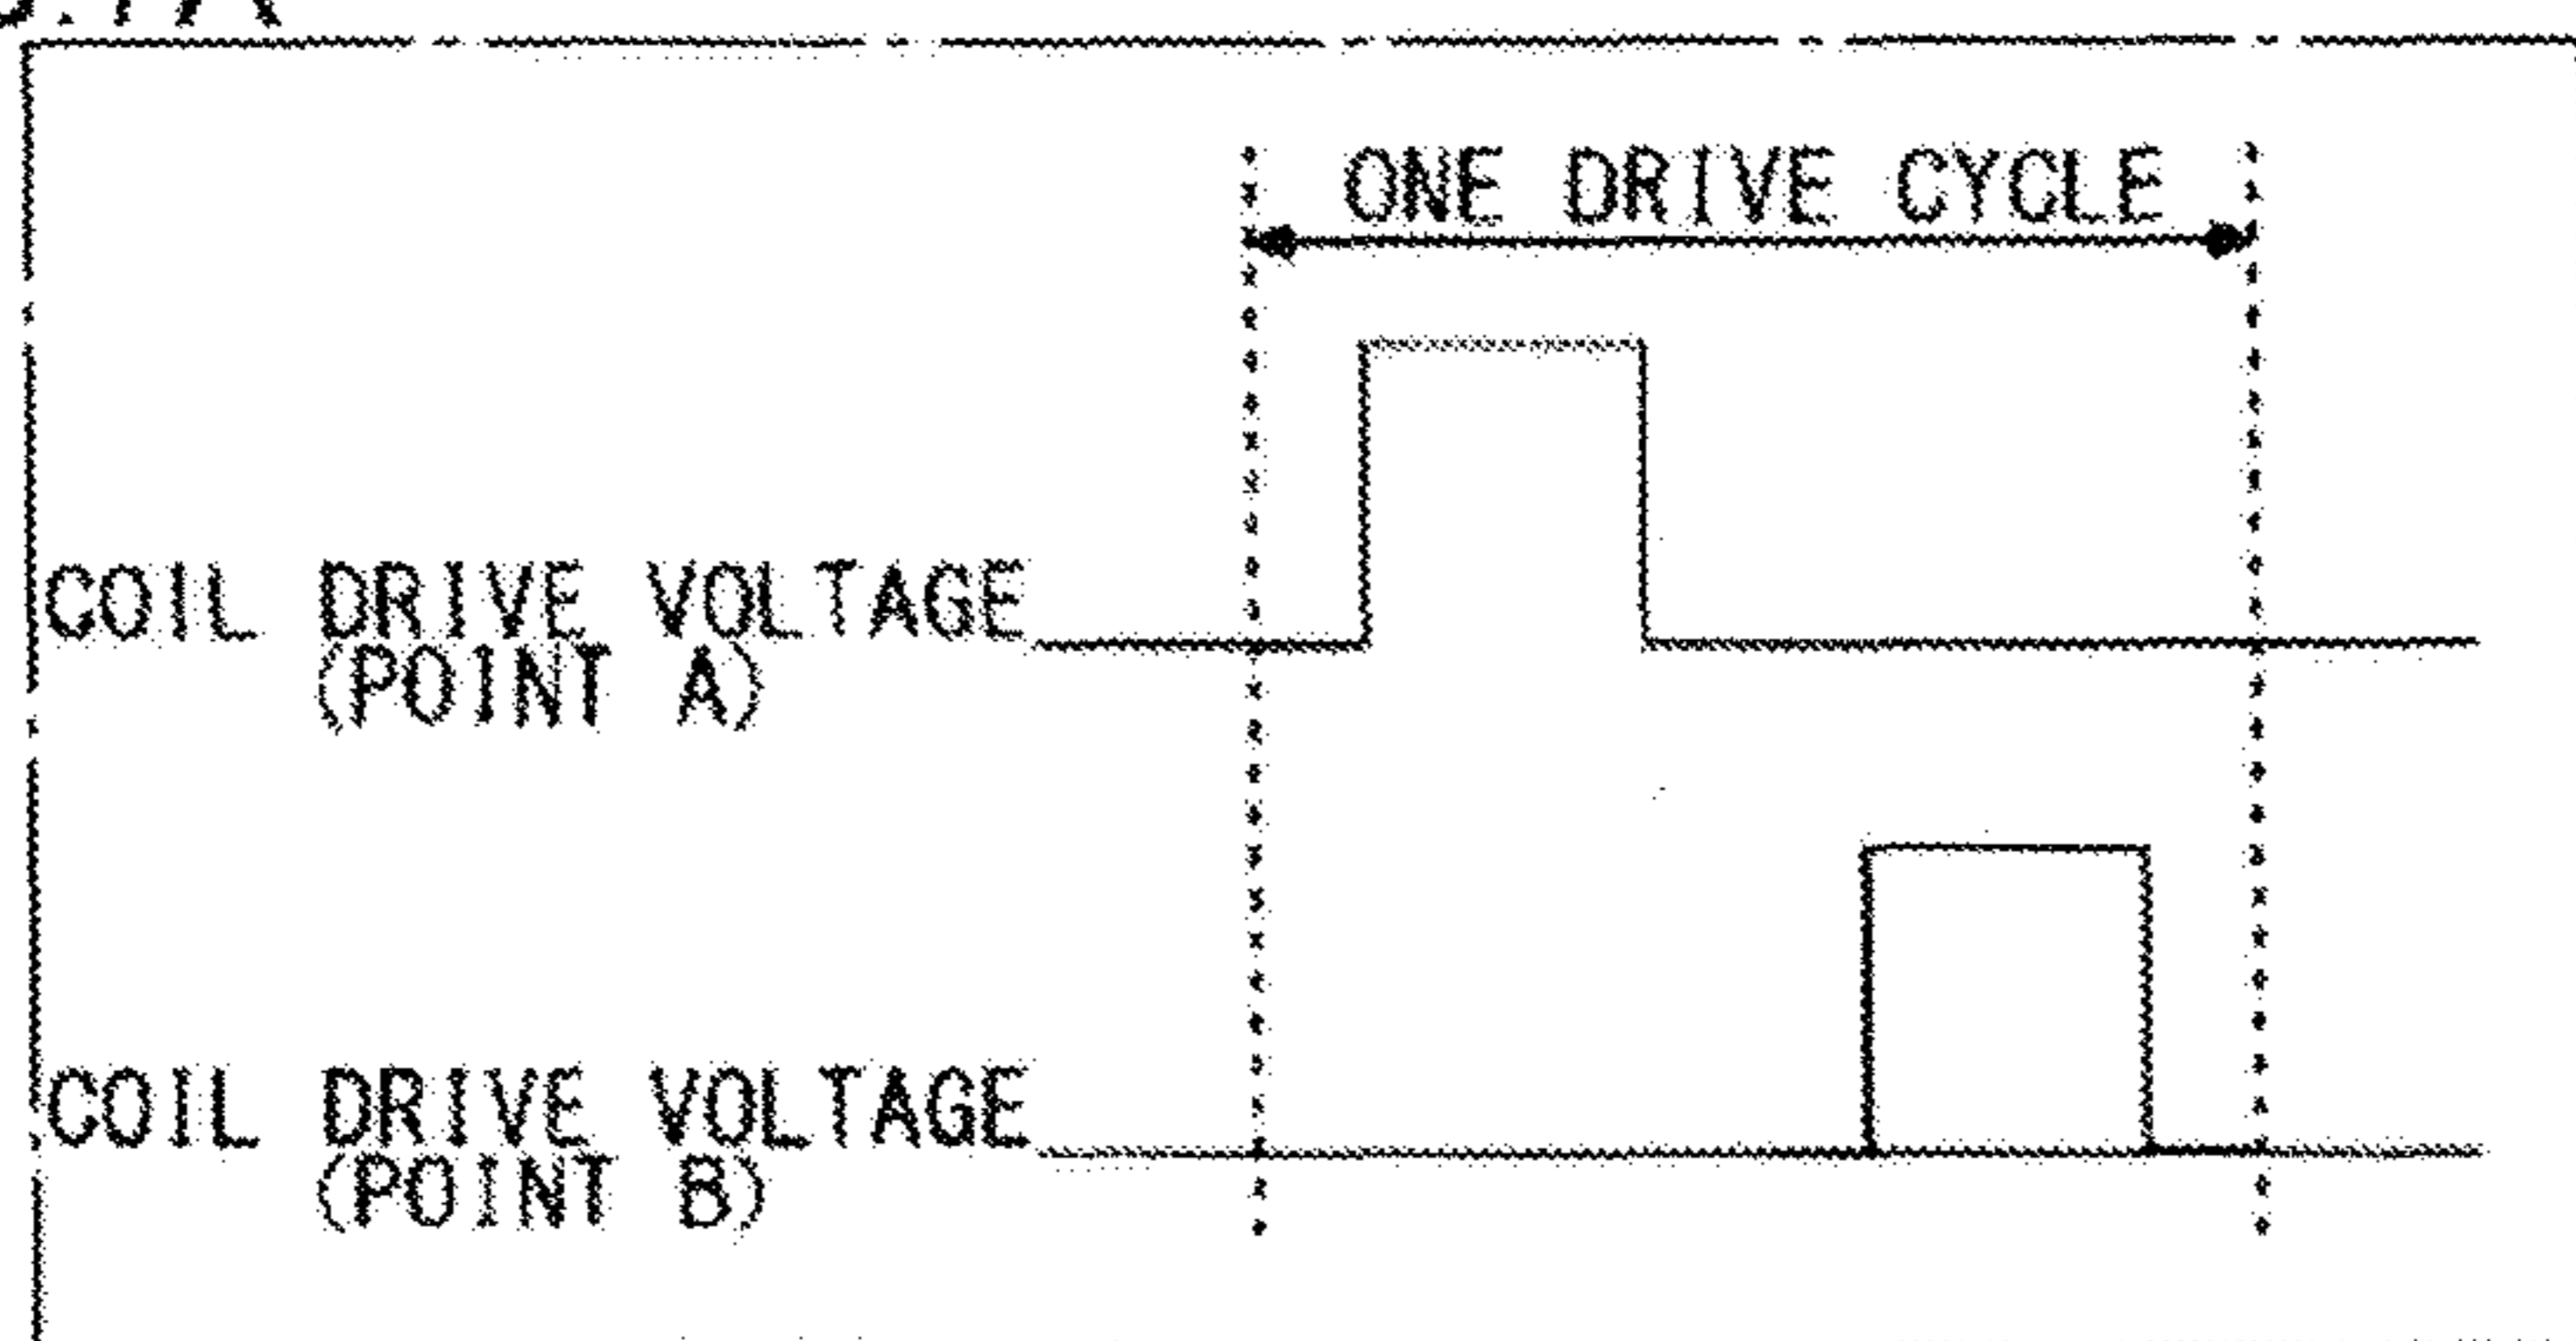 ONE DRIVE CYCLE
COIL DRIVE VOLTAGE
(POINT A)
COIL DRIVE VOLTAGE
(POINT B)